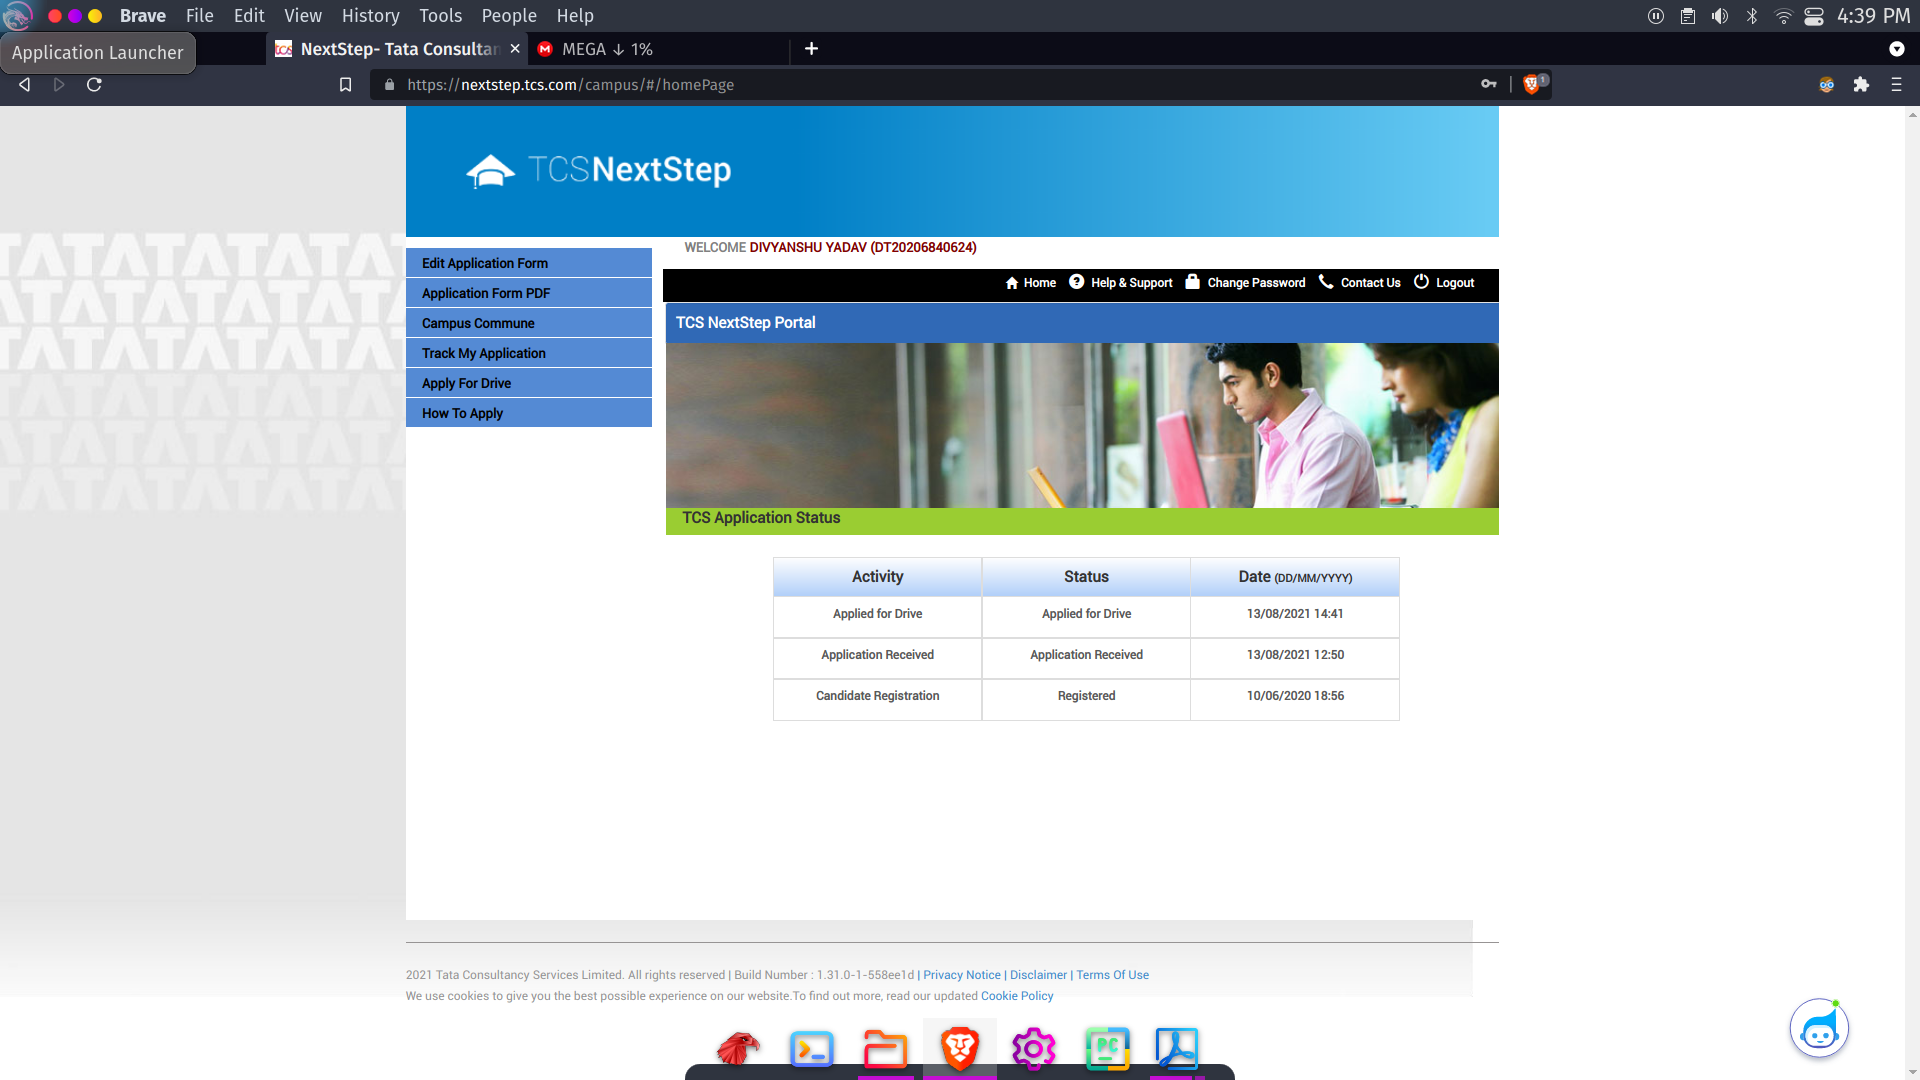 Brave File Edit View History Tools People Help 4:39 PM
Application Launcher
tcs NextStep- Tata Consultan MEGA ↓ 1%
https://nextstep.tcs.com/campus/#/homePage
1
TCSNextStep
WELCOME DIVYANSHU YADAV (DT20206840624)
Edit Application Form
Application Form PDF
Campus Commune
Track My Application
Apply For Drive
How To Apply
Home Help & Support Change Password Contact Us Logout
TCS NextStep Portal
TCS Application Status
Activity Status Date (DD/MM/YYYY)
Applied for Drive Applied for Drive 13/08/2021 14:41
Application Received Application Received 13/08/2021 12:50
Candidate Registration Registered 10/06/2020 18:56
2021 Tata Consultancy Services Limited. All rights reserved | Build Number : 1.31.0-1-558ee1d | Privacy Notice | Disclaimer | Terms Of Use
We use cookies to give you the best possible experience on our website.To find out more, read our updated Cookie Policy
PC